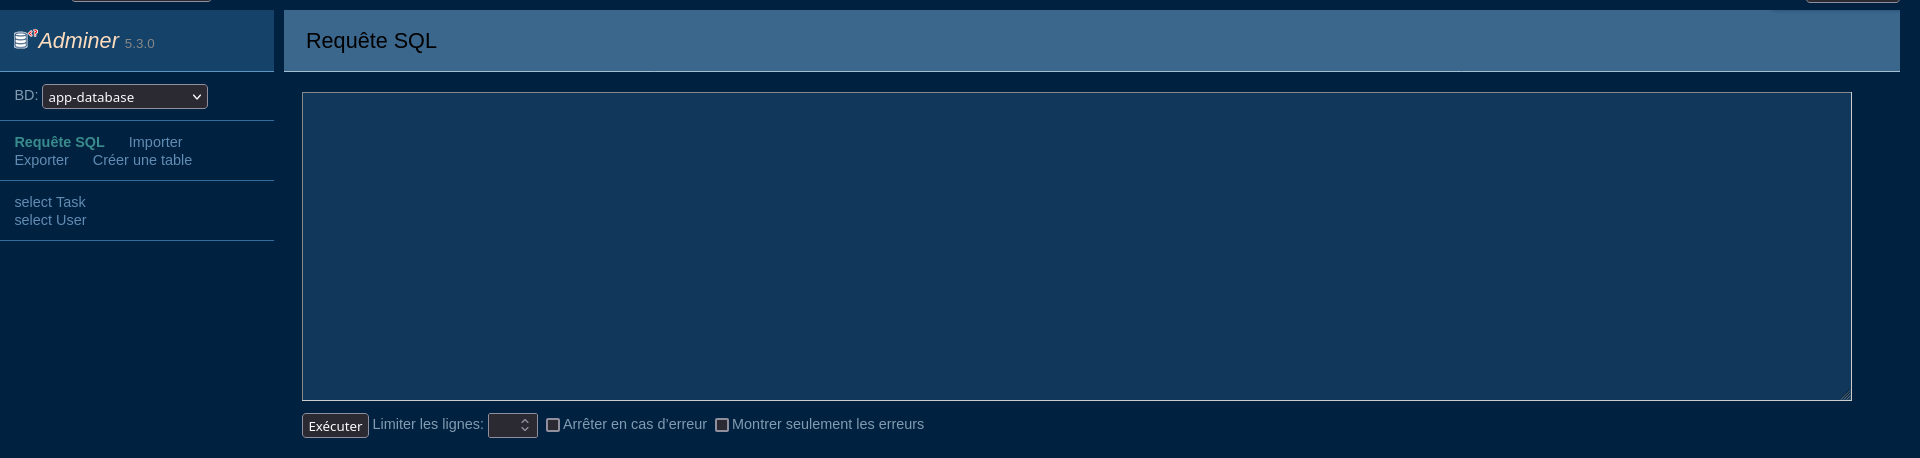 Adminer 5.3.0
Requête SQL
BD: app-database
Requête SQL Importer
Exporter Créer une table
select Task
select User
Exécuter Limiter les lignes: Arrêter en cas d'erreur Montrer seulement les erreurs